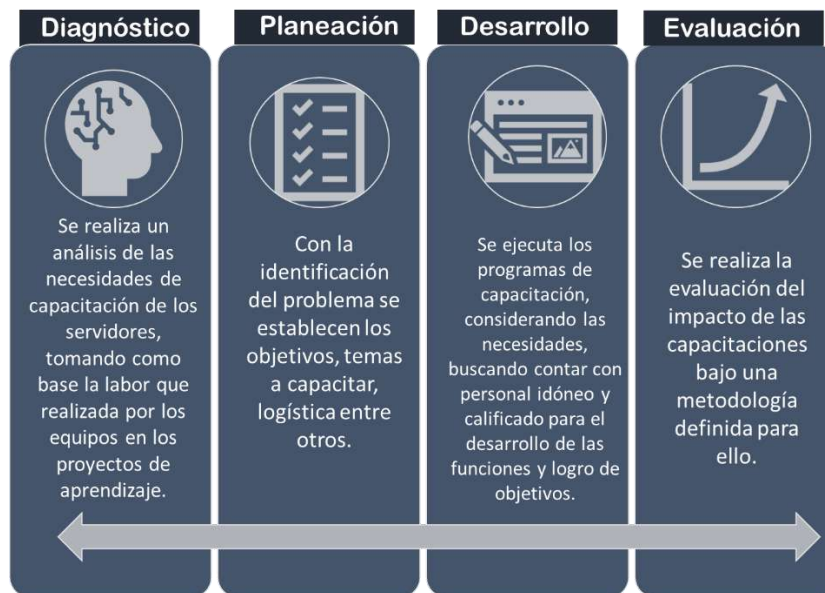 Diagnóstico
Se realiza un
análisis de las
necesidades de
capacitación de los
servidores,
tomando como
base la labor que
realizada por los
equipos en los
proyectos de
aprendizaje.
Planeación
Con la
identificación
del problema se
establecen los
objetivos, temas
a capacitar,
logística entre
otros.
Desarrollo
Se ejecuta los
programas de
capacitación,
considerando las
necesidades,
buscando contar con
personal idóneo y
calificado para el
desarrollo de las
funciones y logro de
objetivos.
Evaluación
Se realiza la
evaluación del
impacto de las
capacitaciones
bajo una
metodología
definida para
ello.